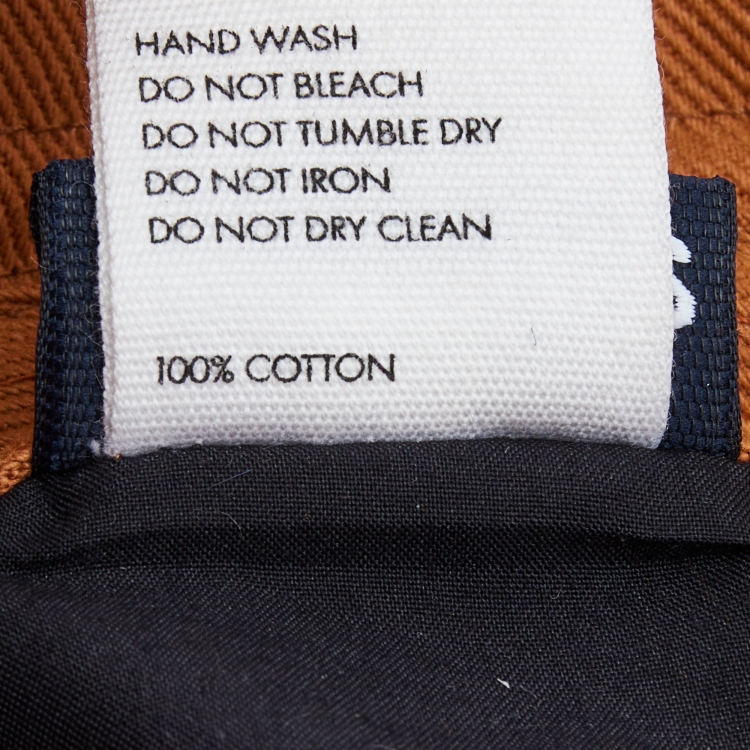 HAND WASH
DO NOT BLEACH
DO NOT TUMBLE DRY
DO NOT IRON
DO NOT DRY CLEAN
100% COTTON